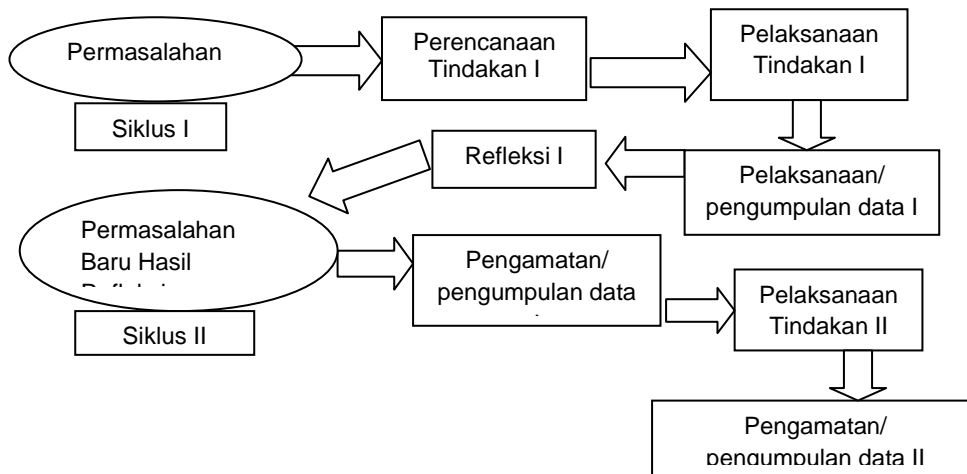 Permasalahan
Perencanaan
Tindakan I
Pelaksanaan
Tindakan I
Siklus I
Refleksi I
Pelaksanaan/
pengumpulan data I
Permasalahan
Baru Hasil
Refleksi
Pengamatan/
pengumpulan data
Pelaksanaan
Tindakan II
Siklus II
Pengamatan/
pengumpulan data II